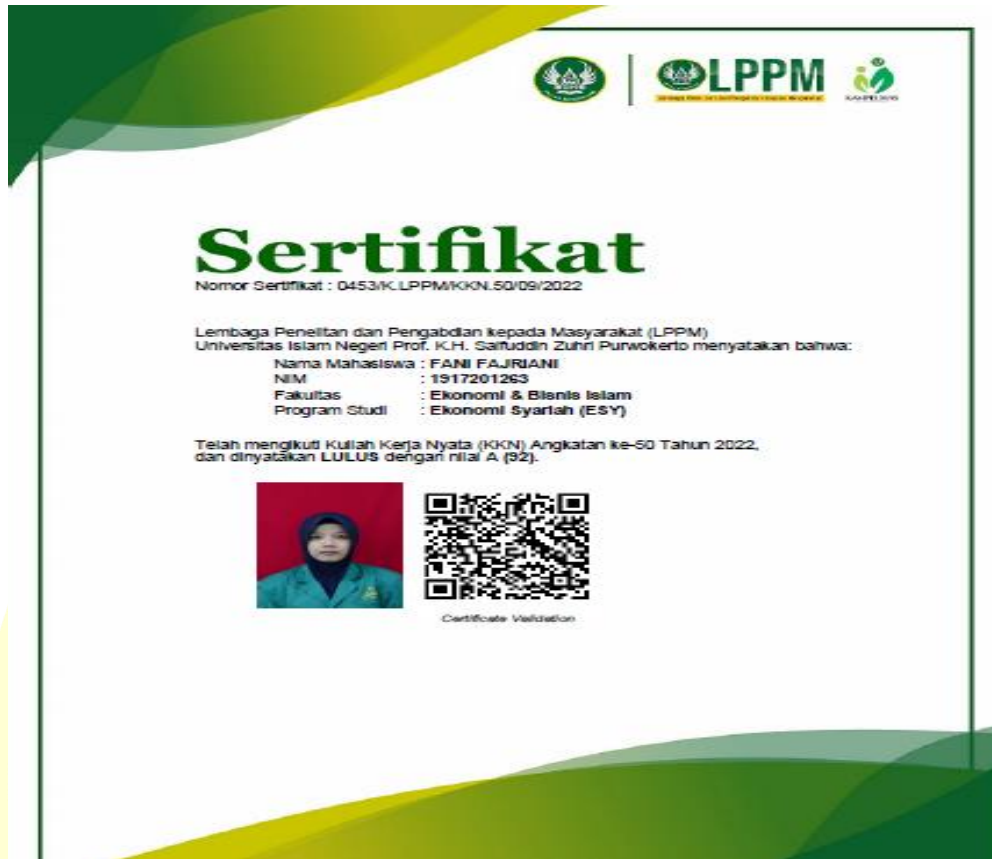 LPPM
Sertifikat
Nomor Sertifikat : 0453/K.LPPM/KKN.50/09/2022
Lembaga Penelitan dan Pengabdian kepada Masyarakat (LPPM)
Universitas Islam Negeri Prof. K.H. Saifuddin Zuhri Purwokerto menyatakan bahwa:
Nama Mahasiswa : FANI FAJRIANI
NIM : 1917201263
Fakultas : Ekonomi & Bisnis Islam
Program Studi : Ekonomi Syariah (ESY)
Telah mengikuti Kuliah Kerja Nyata (KKN) Angkatan ke-50 Tahun 2022,
dan dinyatakan LULUS dengan nilai A (92).
Certificate Validation